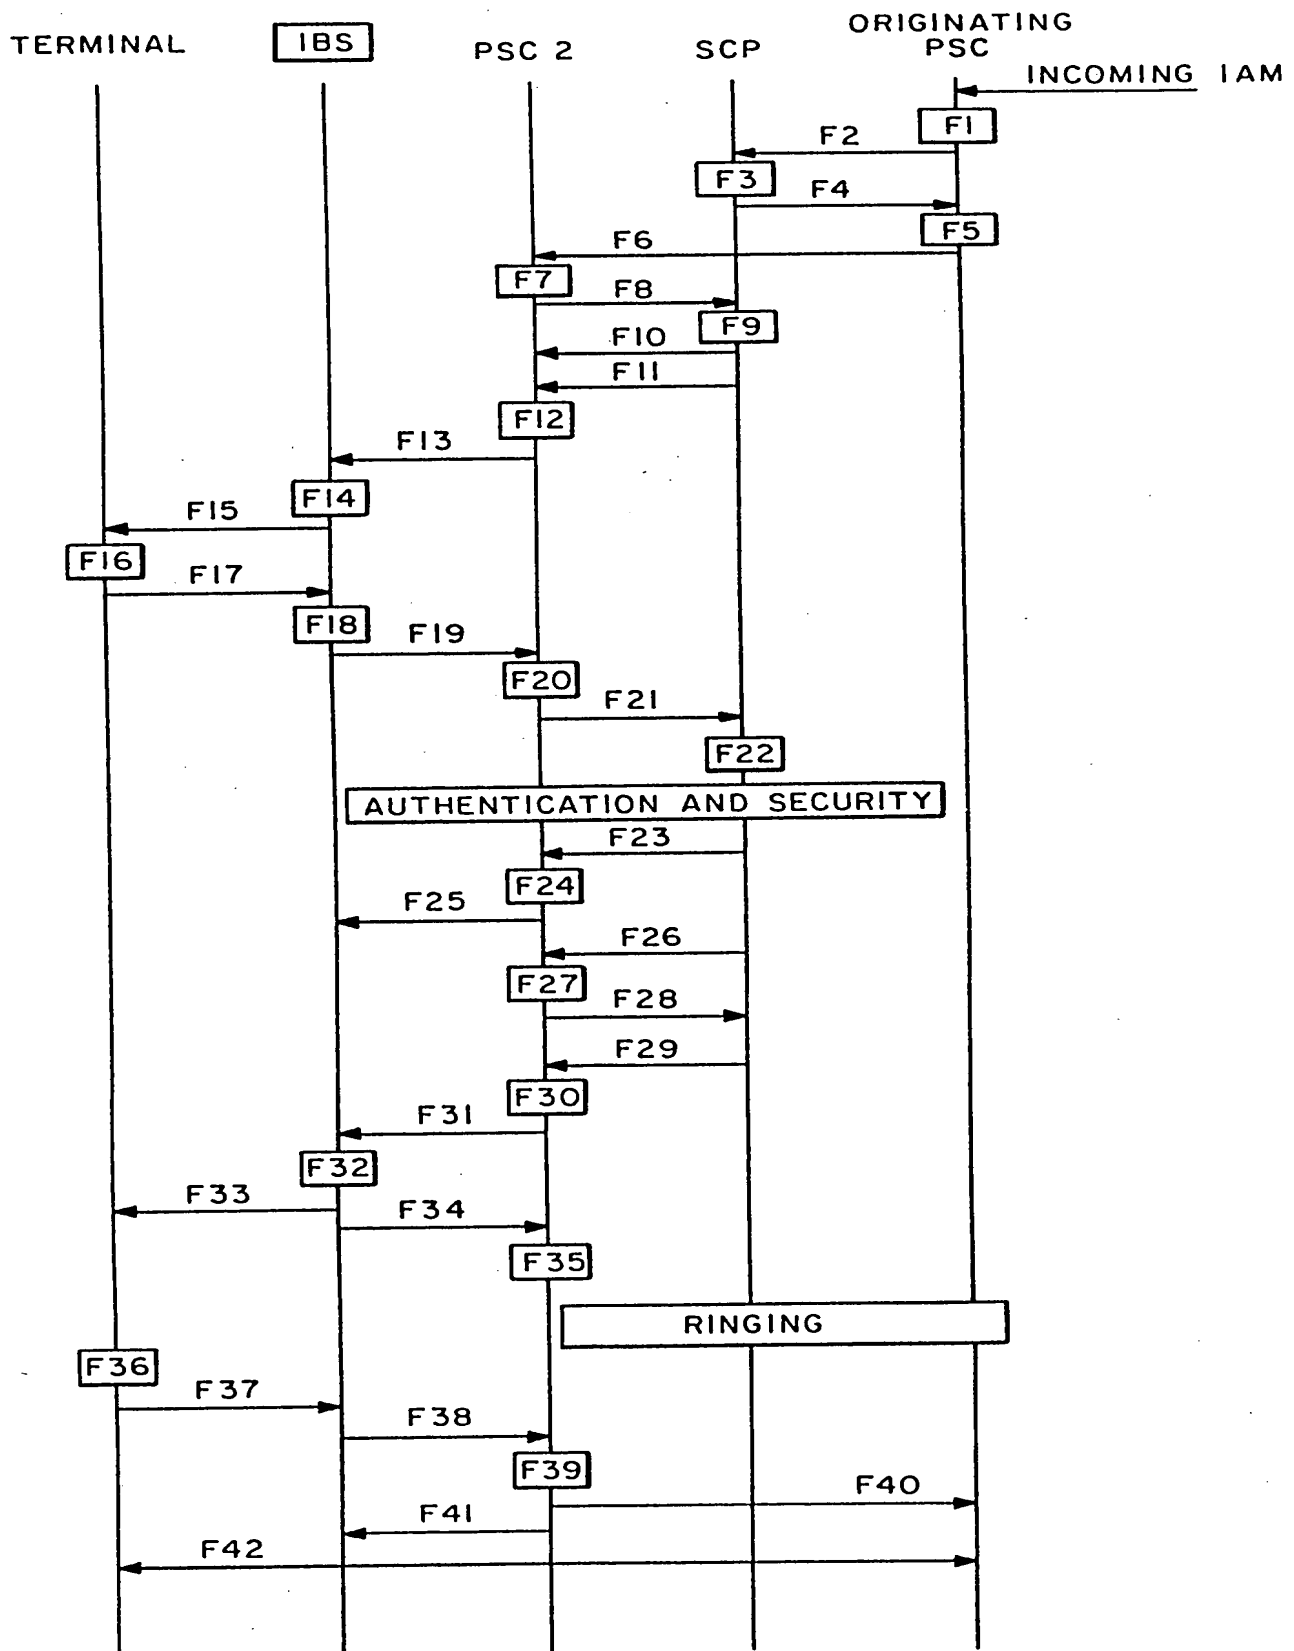 TERMINAL
IBS
PSC 2
SCP
ORIGINATING
PSC
INCOMING IAM
F1
F2
F3
F4
F5
F6
F7
F8
F9
F10
F11
F12
F13
F14
F15
F16
F17
F18
F19
F20
F21
F22
AUTHENTICATION AND SECURITY
F23
F24
F25
F26
F27
F28
F29
F30
F31
F32
F33
F34
F35
RINGING
F36
F37
F38
F39
F40
F41
F42